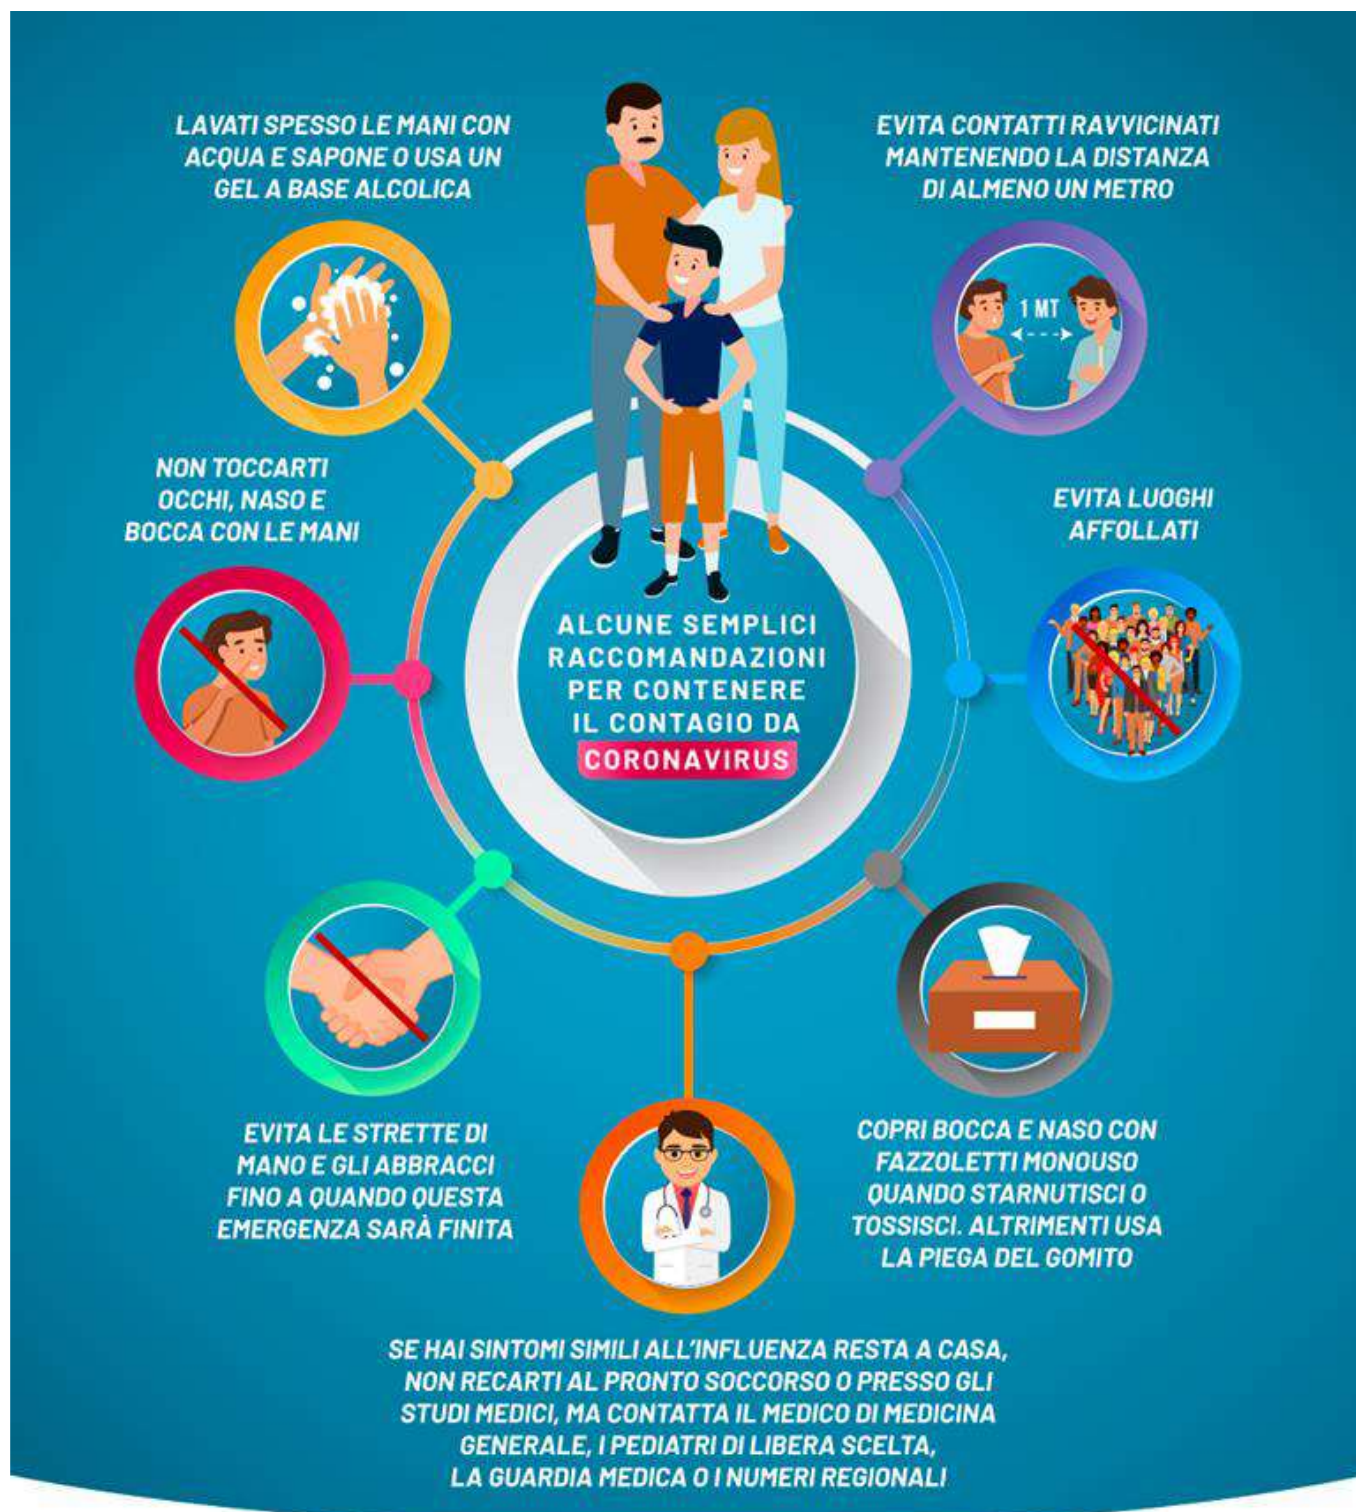 LAVATI SPESSO LE MANI CON
ACQUA E SAPONE O USA UN
GEL A BASE ALCOLICA
EVITA CONTATTI RAVVICINATI
MANTENENDO LA DISTANZA
DI ALMENO UN METRO
1 MT
NON TOCCARTI
OCCHI, NASO E
BOCCA CON LE MANI
EVITA LUOGHI
AFFOLLATI
ALCUNE SEMPLICI
RACCOMANDAZIONI
PER CONTENERE
IL CONTAGIO DA
CORONAVIRUS
EVITA LE STRETTE DI
MANO E GLI ABBRACCI
FINO A QUANDO QUESTA
EMERGENZA SARÀ FINITA
COPRI BOCCA E NASO CON
FAZZOLETTI MONOUSO
QUANDO STARNUTISCI O
TOSSISCI. ALTRIMENTI USA
LA PIEGA DEL GOMITO
SE HAI SINTOMI SIMILI ALL'INFLUENZA RESTA A CASA,
NON RECARTI AL PRONTO SOCCORSO O PRESSO GLI
STUDI MEDICI, MA CONTATTA IL MEDICO DI MEDICINA
GENERALE, I PEDIATRI DI LIBERA SCELTA,
LA GUARDIA MEDICA O I NUMERI REGIONALI